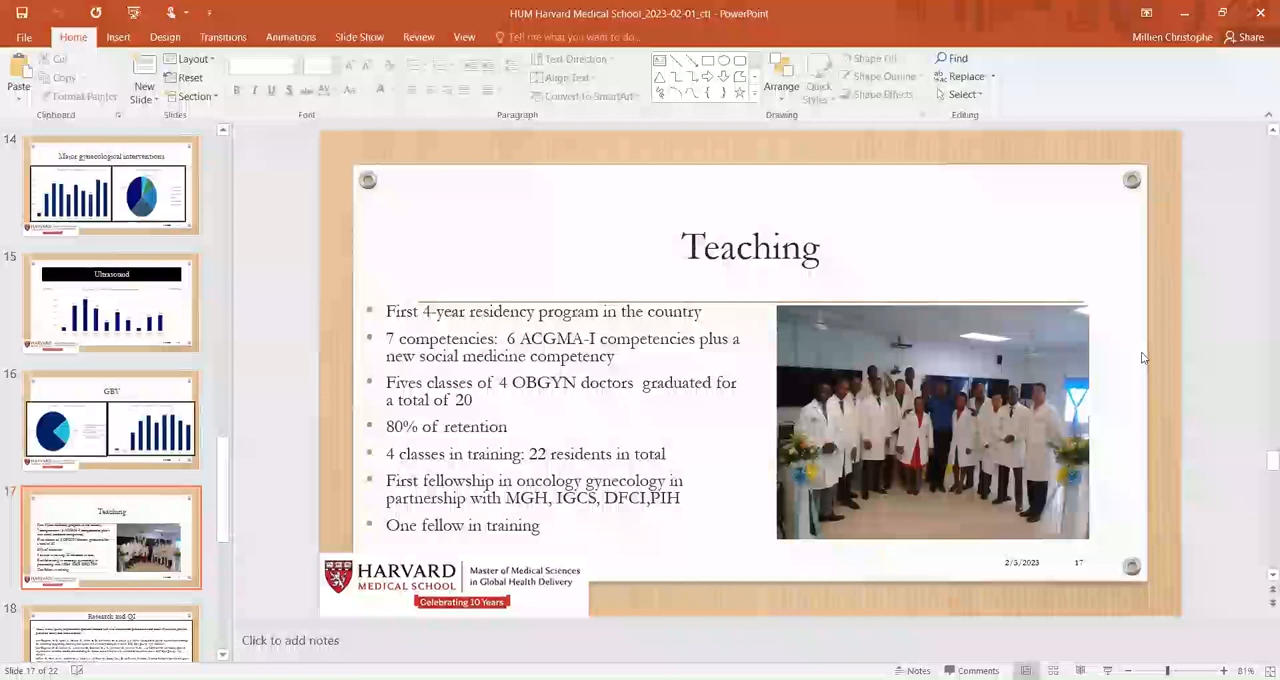 HUM Harvard Medical School_2023-02-01_ctl - PowerPoint
File Home Insert Design Transitions Animations Slide Show Review View Tell me what you want to do... Millien Christophe Share
Paste Cut Copy Format Painter
Clipboard
New Slide Layout Reset Section
Slides
Font
Text Direction Align Text Convert to SmartArt
Paragraph
Arrange Quick Styles Shape Fill Shape Outline Shape Effects
Drawing
Find Replace Select
Editing
14
Major gynecological interventions
HARVARD
15
Ultrasound
HARVARD
16
GBV
HARVARD
17
Teaching
HARVARD
18
Research and QI
Teaching
First 4-year residency program in the country
7 competencies: 6 ACGMA-I competencies plus a
new social medicine competency
Fives classes of 4 OBGYN doctors graduated for
a total of 20
80% of retention
4 classes in training: 22 residents in total
First fellowship in oncology gynecology in
partnership with MGH, IGCS, DFCI,PIH
One fellow in training
2/3/2023 17
HARVARD
MEDICAL SCHOOL
Master of Medical Sciences
in Global Health Delivery
Celebrating 10 Years
Click to add notes
Slide 17 of 22 Notes Comments 81%